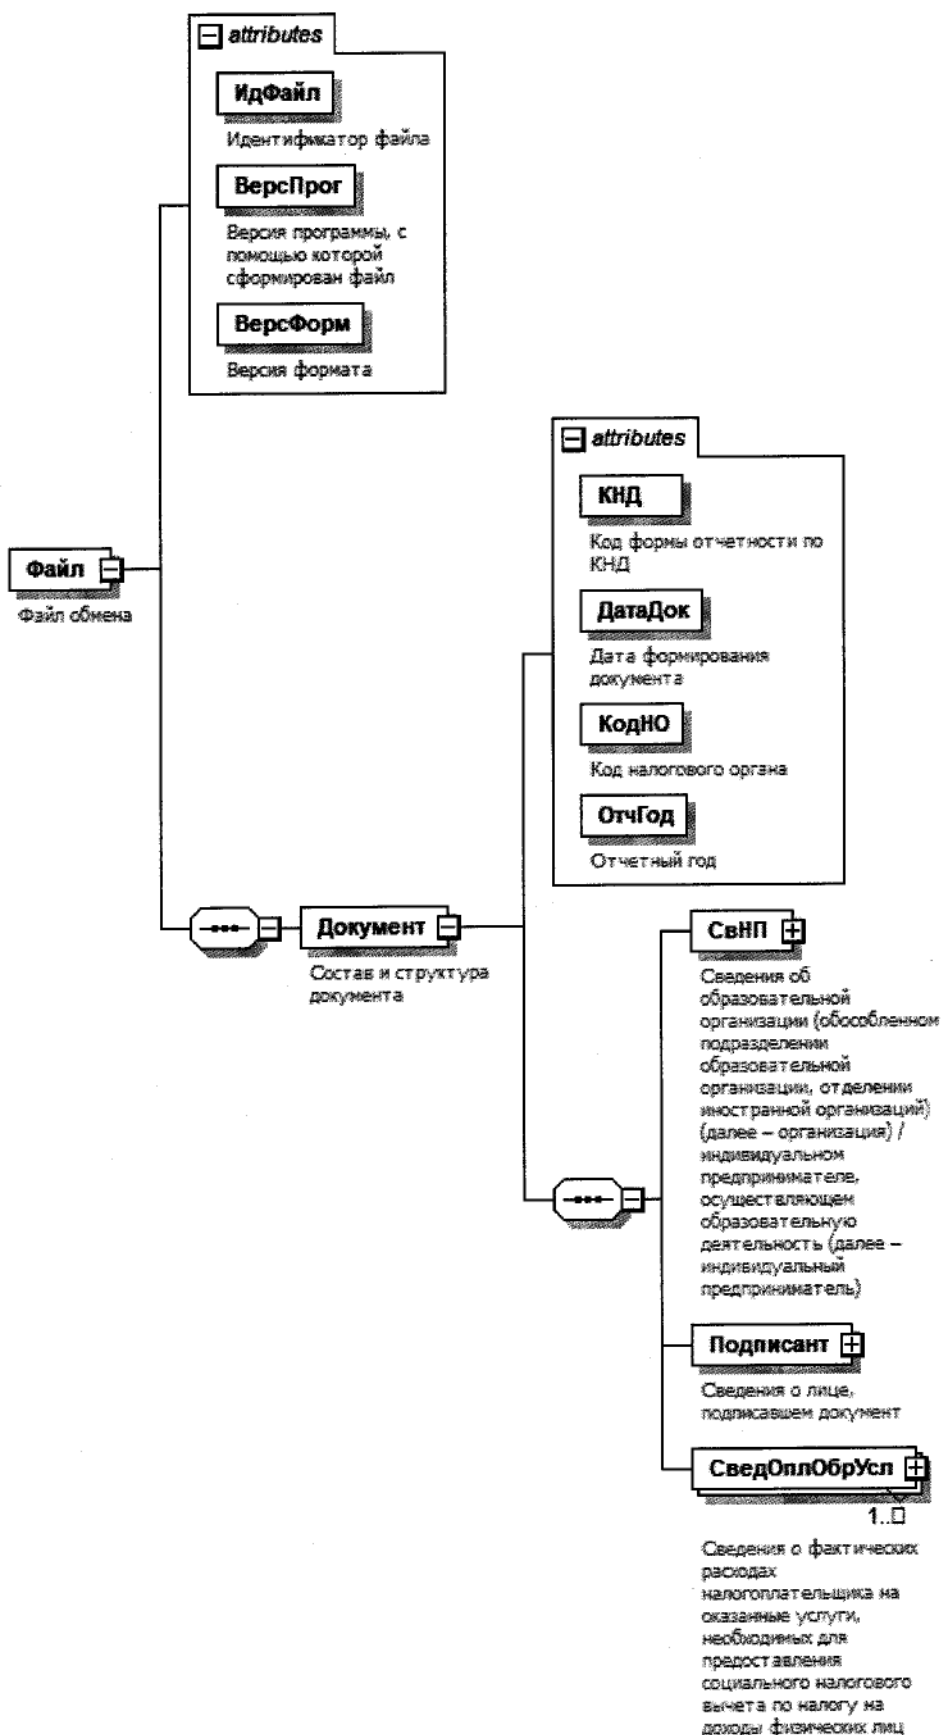 attributes
ИдФайл
Идентификатор файла
ВерсПрог
Версия программы, с
помощью которой
сформирован файл
ВерсФорм
Версия формата
attributes
КНД
Код формы отчетности по
КНД
Файл
Файл обмена
ДатаДок
Дата формирования
документа
КодНО
Код налогового органа
ОтчГод
Отчетный год
Документ
Состав и структура
документа
СвНП
Сведения об
образовательной
организации (обособленном
подразделении
образовательной
организации, отделении
иностранной организаций)
(далее – организация) /
индивидуальном
предпринимателе,
осуществляющем
образовательную
деятельность (далее –
индивидуальный
предприниматель)
Подписант
Сведения о лице,
подписавшем документ
СведОплОбрУсл
1..□
Сведения о фактических
расходах
налогоплательщика на
оказанные услуги,
необходимых для
предоставления
социального налогового
вычета по налогу на
доходы физических лиц